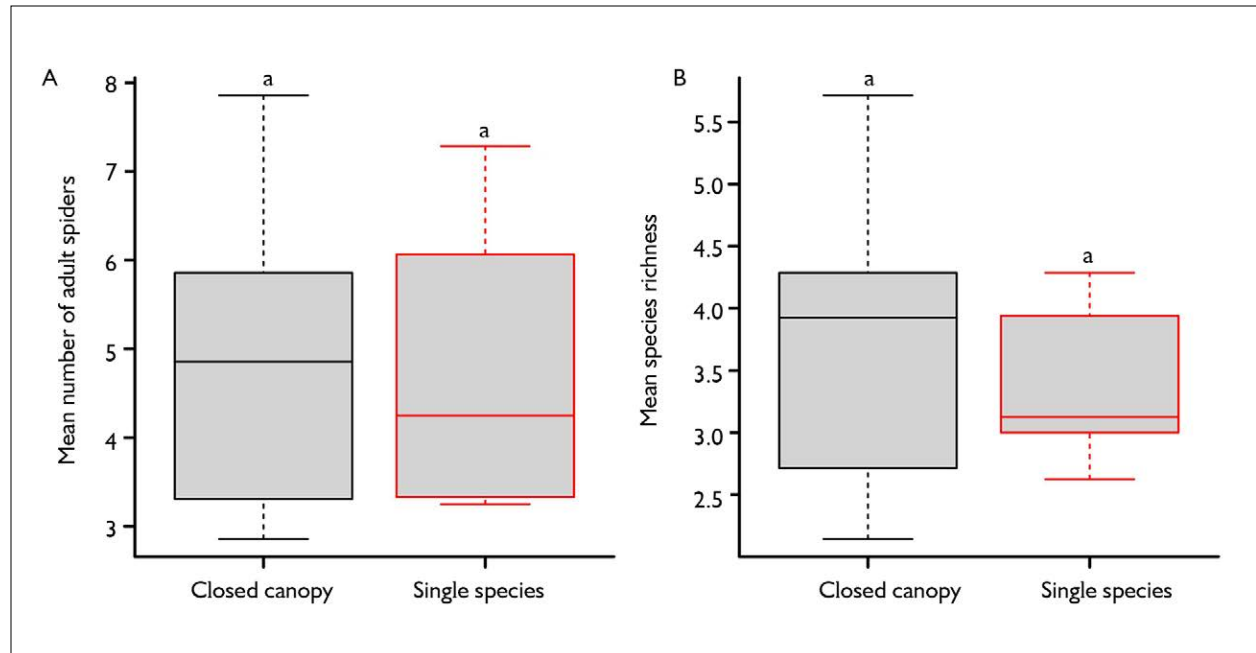 A
Mean number of adult spiders
8
7
6
5
4
3
a
a
Closed canopy
Single species
B
Mean species richness
5.5
5.0
4.5
4.0
3.5
3.0
2.5
a
a
Closed canopy
Single species